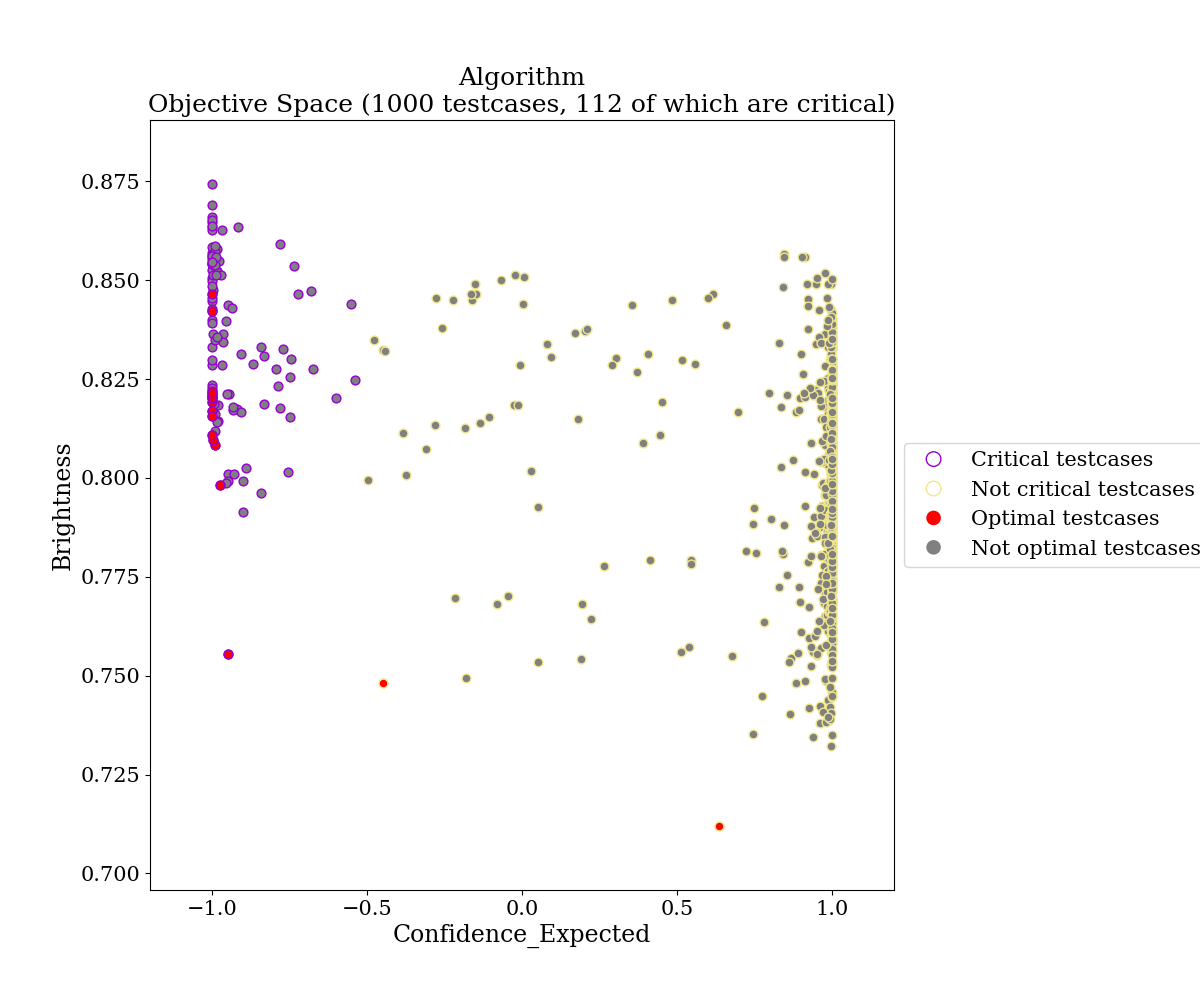 Algorithm
Objective Space (1000 testcases, 112 of which are critical)
0.875
0.850
0.825
0.800
0.775
0.750
0.725
0.700
Brightness
−1.0
−0.5
0.0
0.5
1.0
Confidence_Expected
Critical testcases
Not critical testcases
Optimal testcases
Not optimal testcases